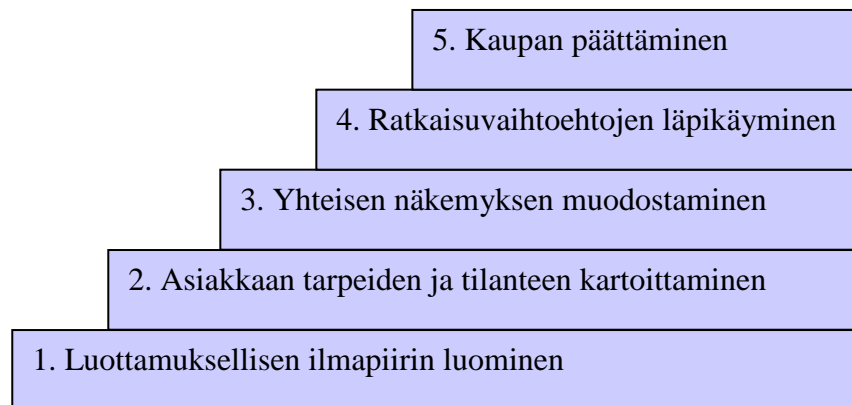 5. Kaupan päättäminen
4. Ratkaisuvaihtoehtojen läpikäyminen
3. Yhteisen näkemyksen muodostaminen
2. Asiakkaan tarpeiden ja tilanteen kartoittaminen
1. Luottamuksellisen ilmapiirin luominen